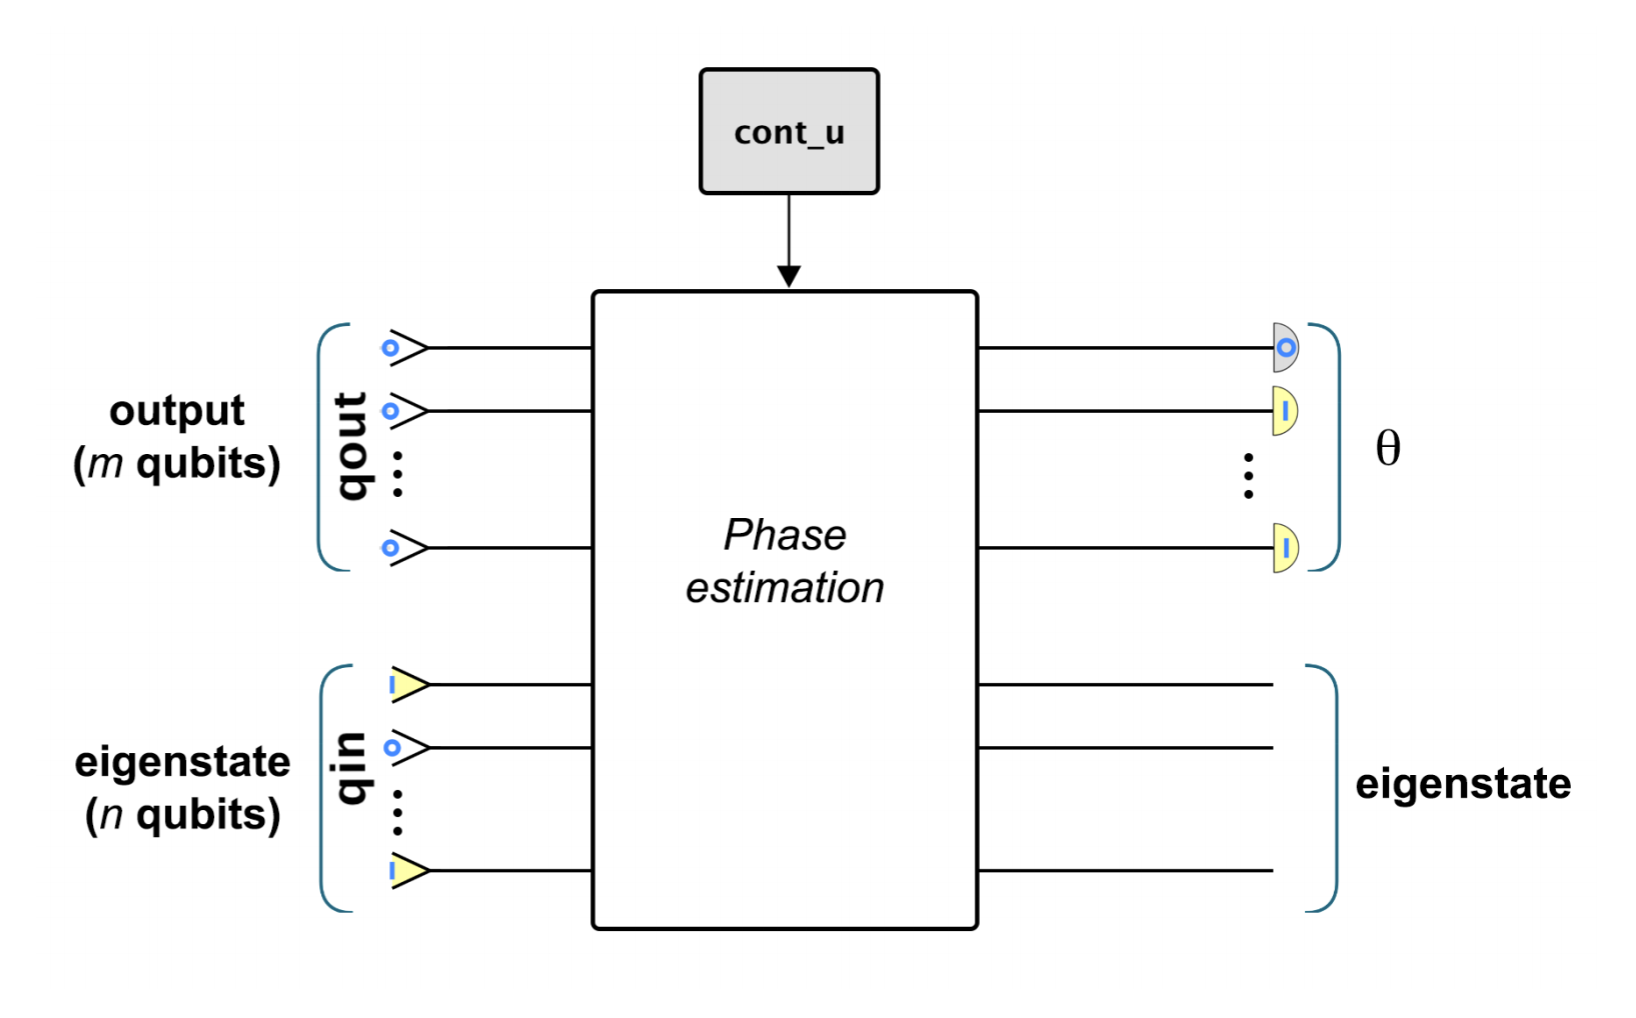 cont_u
output
(m qubits)
qout
Phase
estimation
θ
eigenstate
(n qubits)
qin
eigenstate